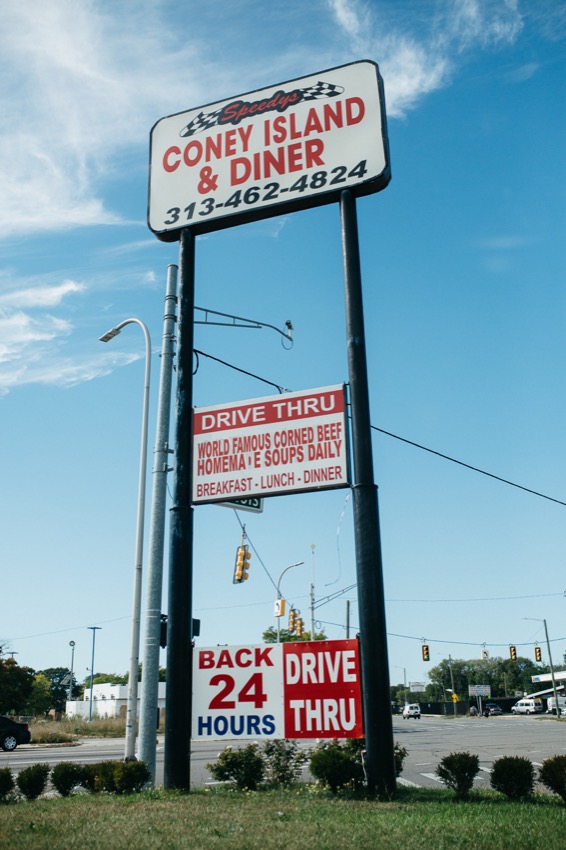 Speedys
CONEY ISLAND
& DINER
313-462-4824
DRIVE THRU
WORLD FAMOUS CORNED BEEF
HOMEMA E SOUPS DAILY
BREAKFAST - LUNCH - DINNER
BACK
24
HOURS
DRIVE
THRU